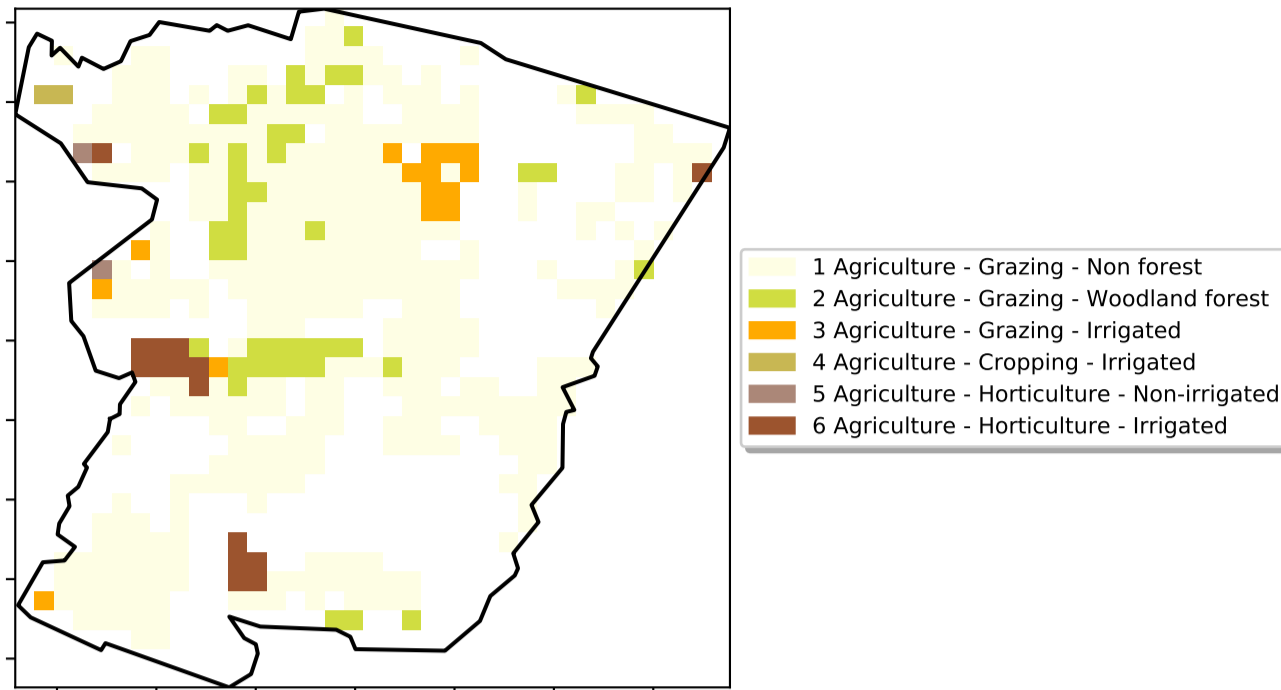 1 Agriculture - Grazing - Non forest
2 Agriculture - Grazing - Woodland forest
3 Agriculture - Grazing - Irrigated
4 Agriculture - Cropping - Irrigated
5 Agriculture - Horticulture - Non-irrigated
6 Agriculture - Horticulture - Irrigated